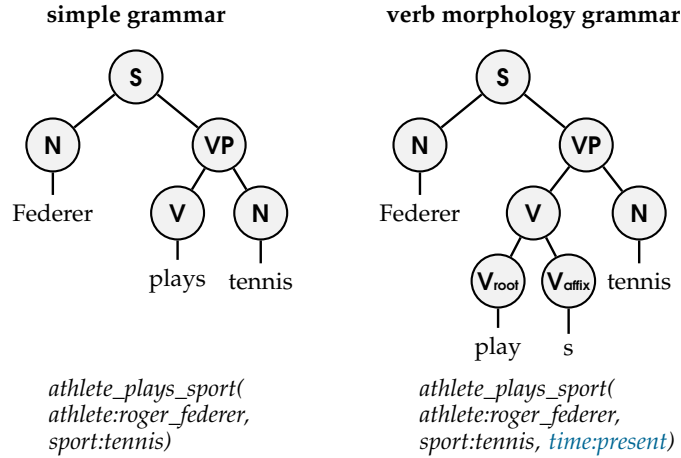 simple grammar
S
N
VP
Federer
V
N
plays
tennis
athlete_plays_sport(
athlete:roger_federer,
sport:tennis)
verb morphology grammar
S
N
VP
Federer
V
N
Vroot
Vaffix
tennis
play
s
athlete_plays_sport(
athlete:roger_federer,
sport:tennis, time:present)